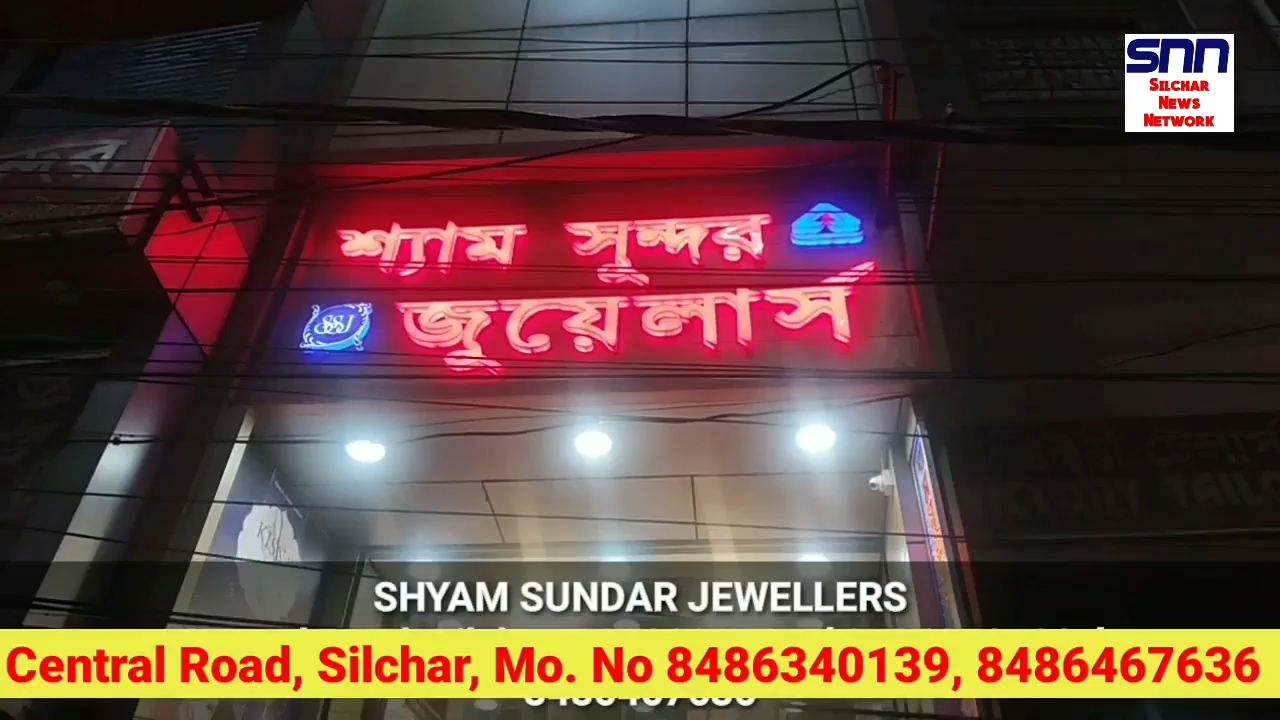 SNN
SILCHAR
NEWS
NETWORK
শ্যাম সুন্দর
জুয়েলার্স
SSJ
SHYAM SUNDAR JEWELLERS
Central Road, Silchar, Mo. No 8486340139, 8486467636